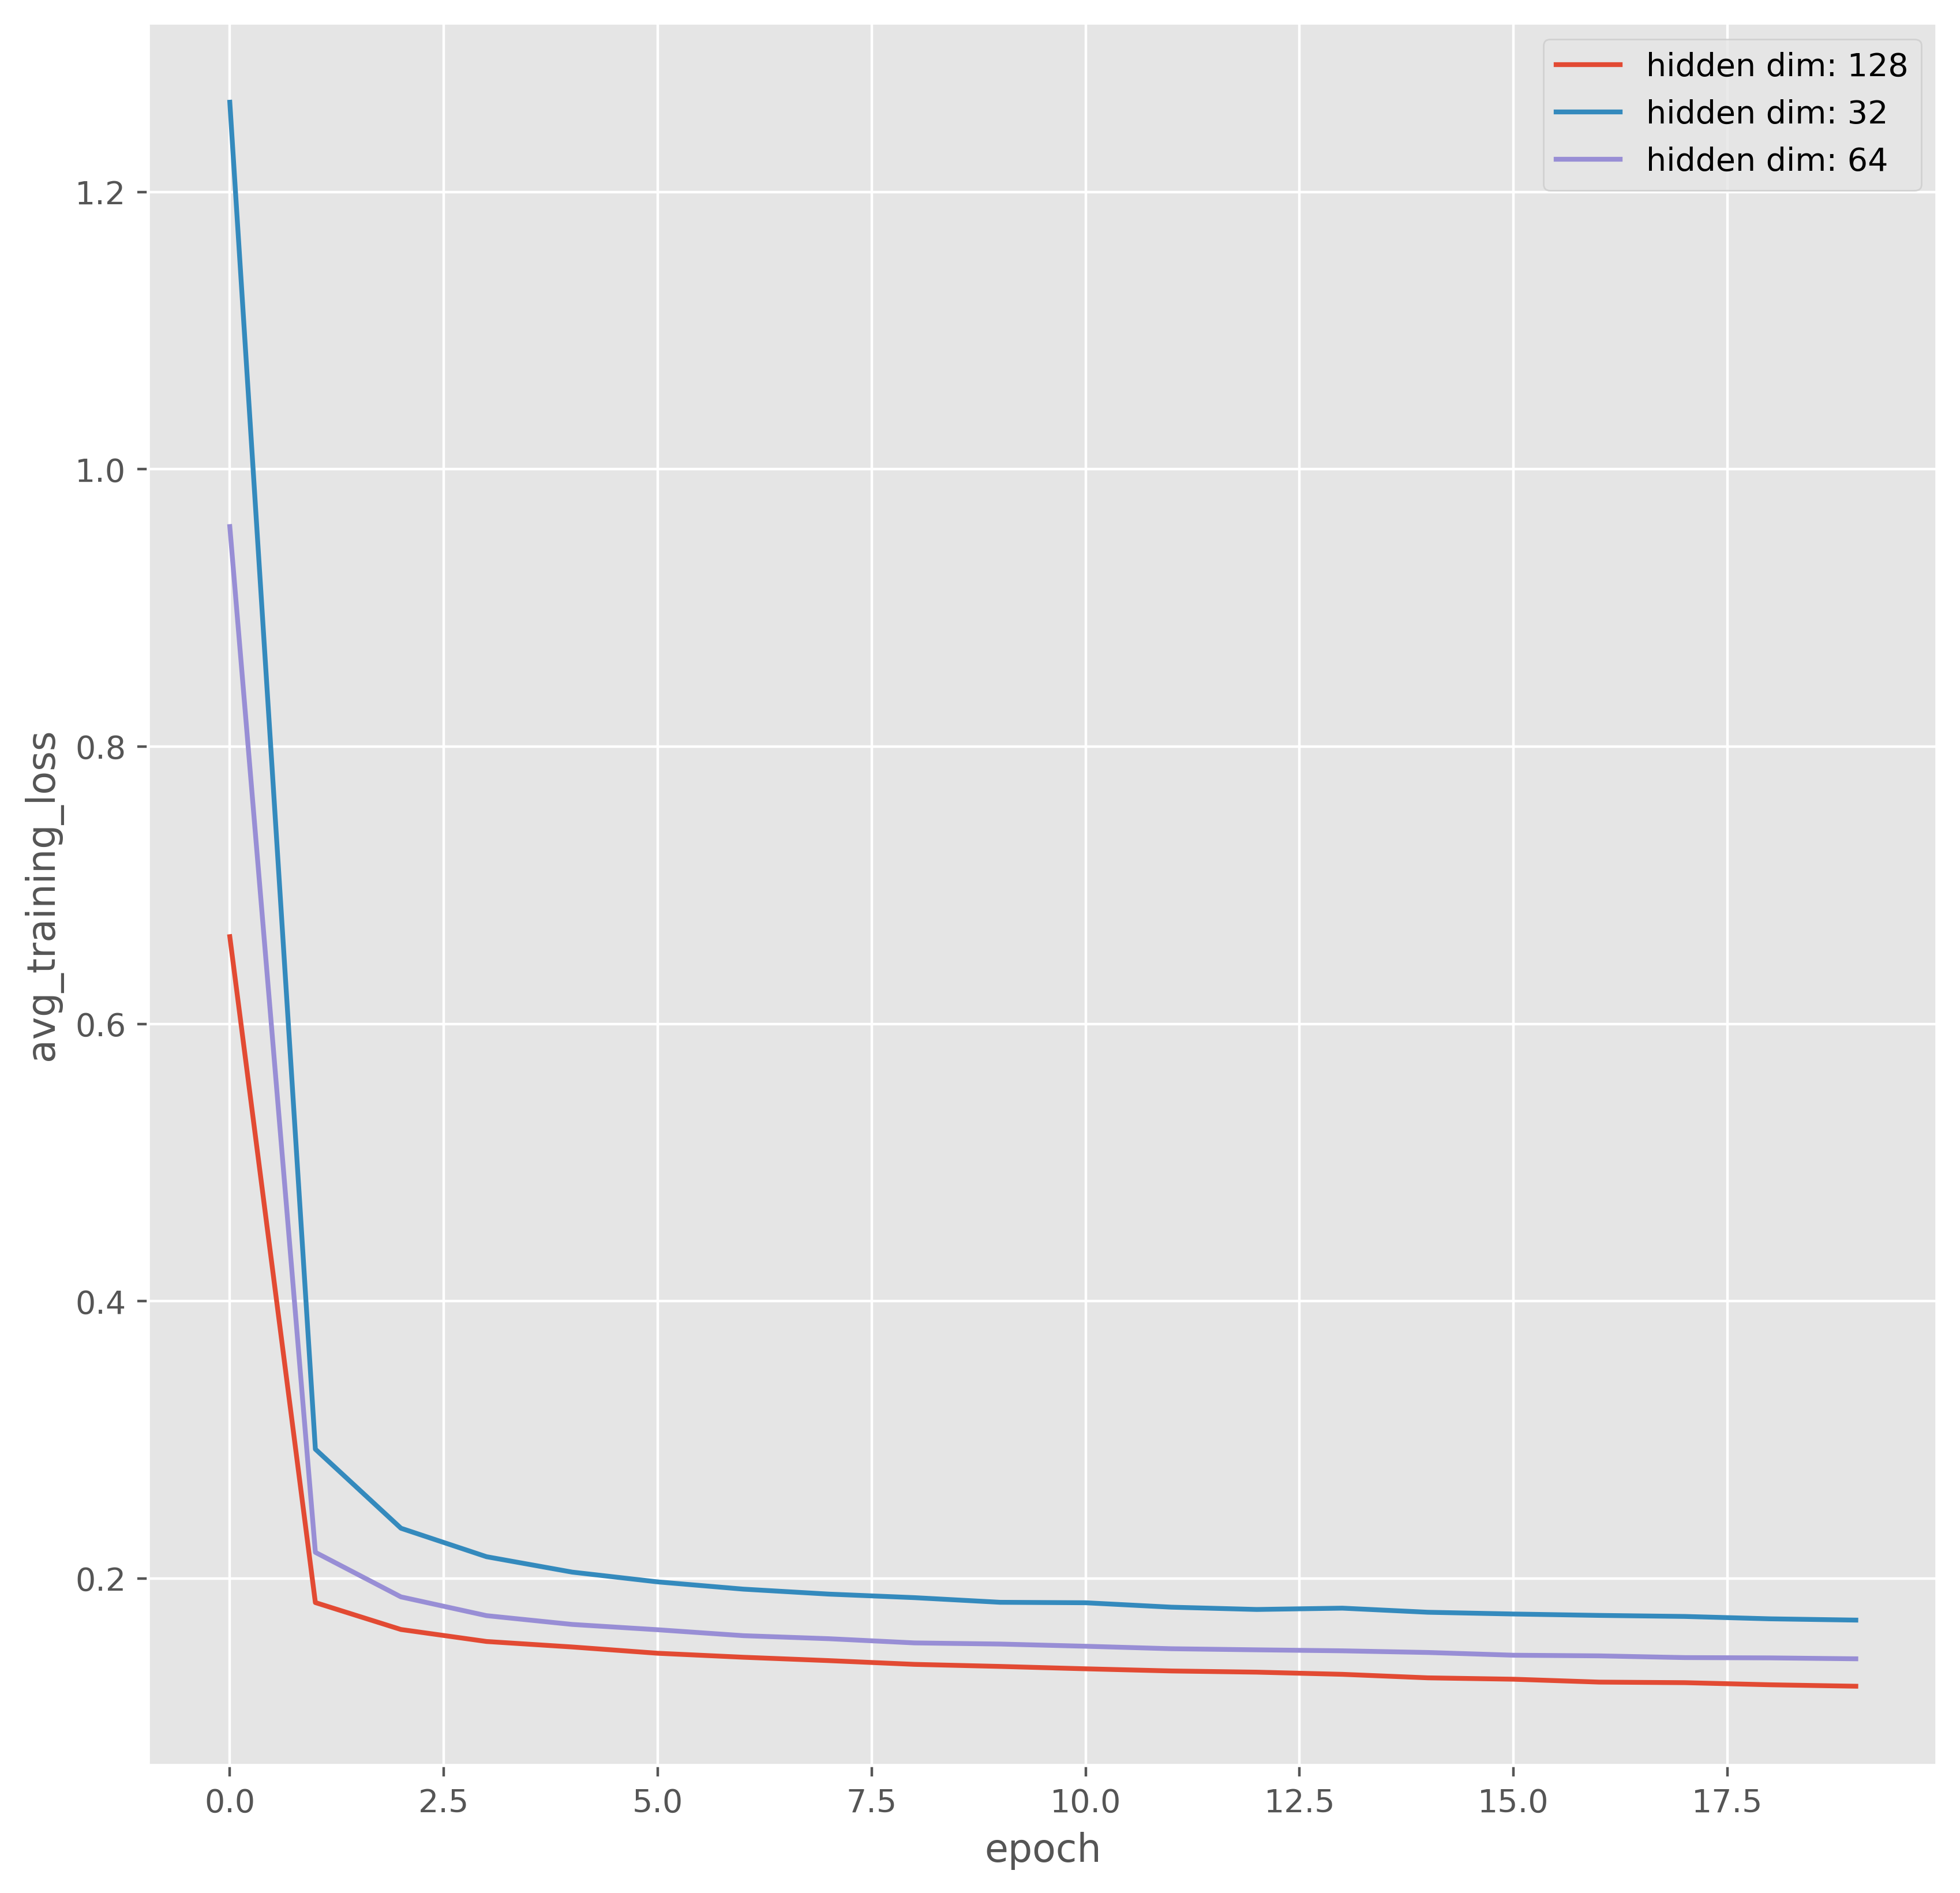 hidden dim: 128
hidden dim: 32
hidden dim: 64
1.2
1.0
0.8
0.6
0.4
0.2
avg_training_loss
0.0 2.5 5.0 7.5 10.0 12.5 15.0 17.5
epoch